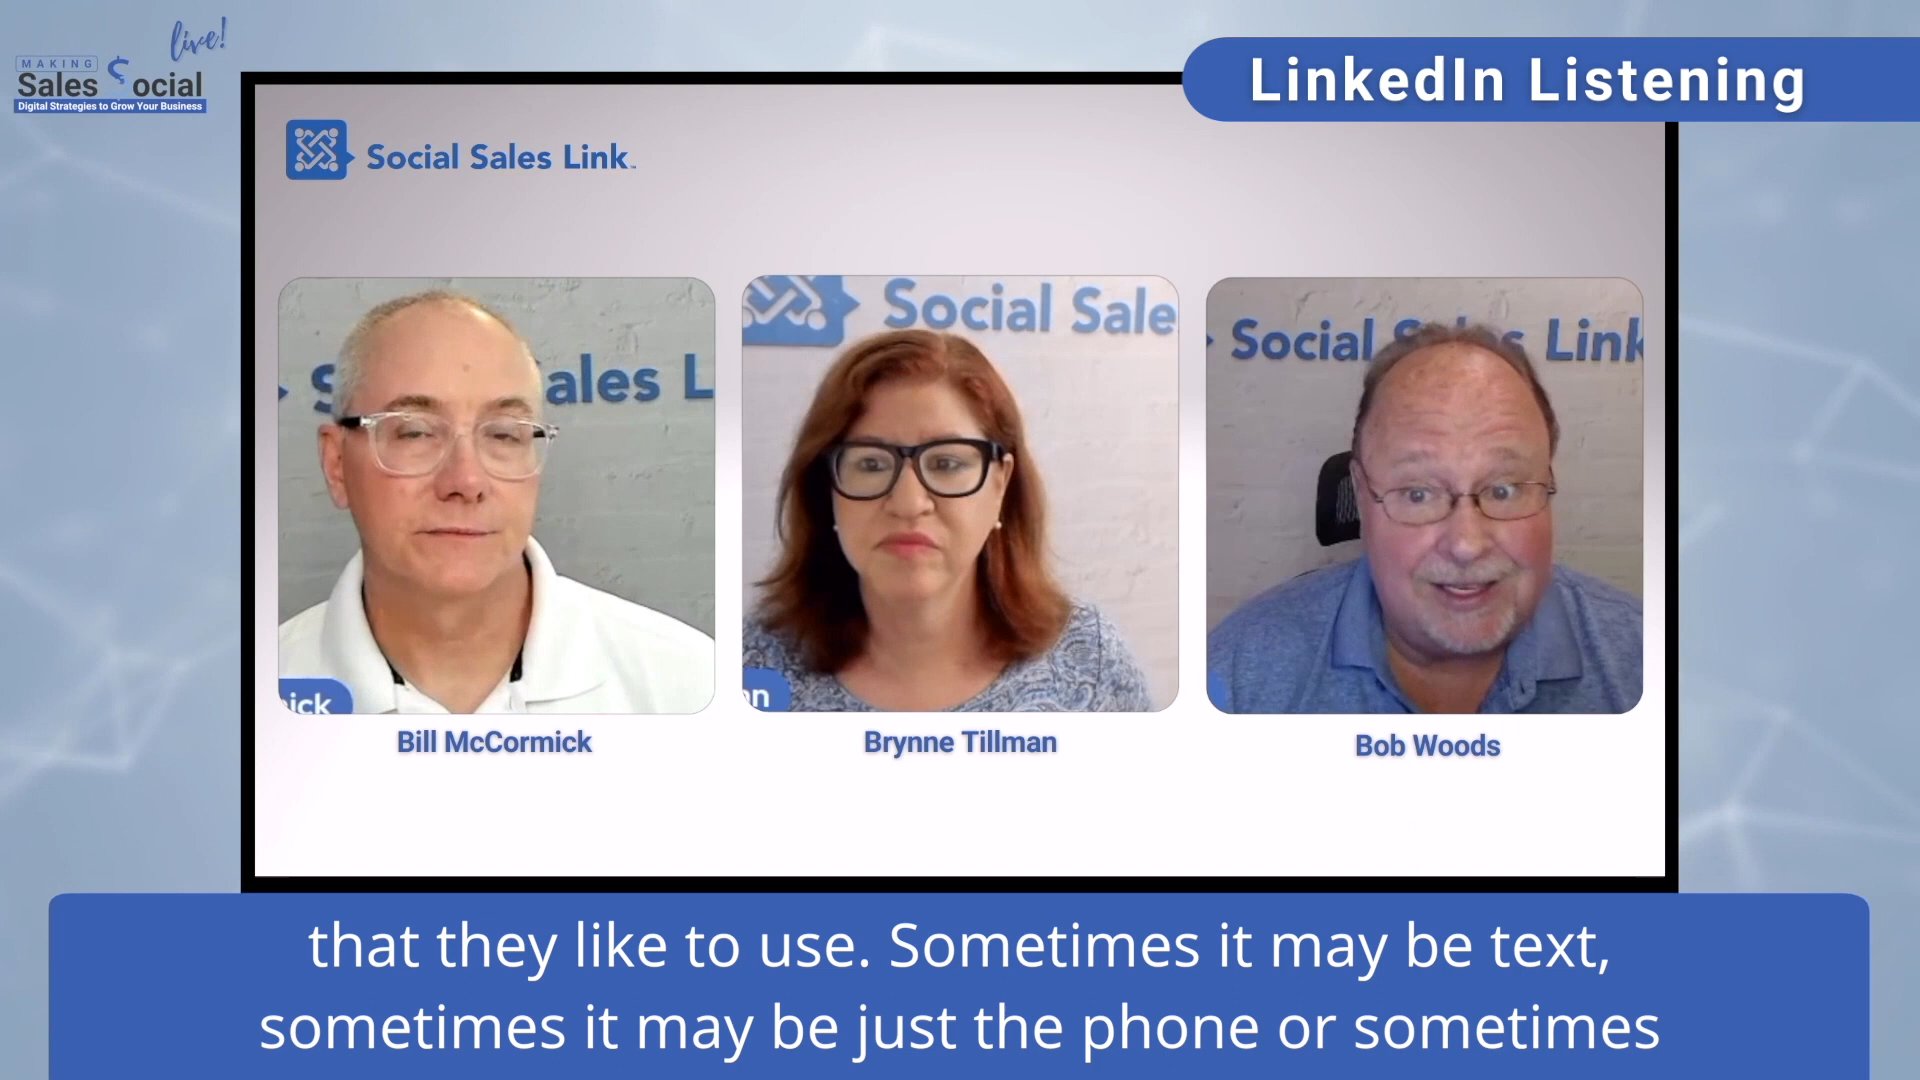 live!
MAKING
Sales $ocial
Digital Strategies to Grow Your Business
LinkedIn Listening
Social Sales Link
S ales L
Social Sale
Social Sales Link
ick
n
Bill McCormick
Brynne Tillman
Bob Woods
that they like to use. Sometimes it may be text,
sometimes it may be just the phone or sometimes